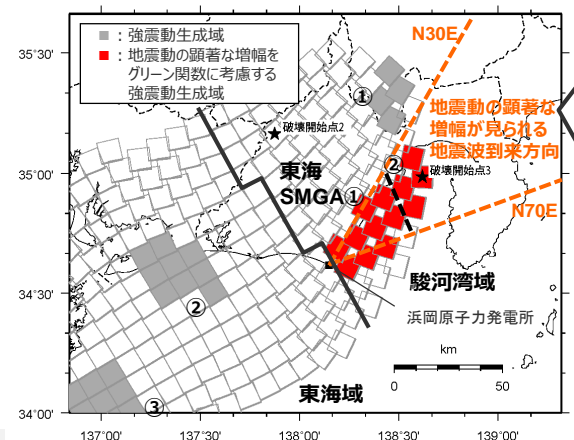 ■：強震動生成域
■：地震動の顕著な増幅を
グリーン関数に考慮する
強震動生成域
N30E
地震動の顕著な
増幅が見られる
地震波到来方向
①
★破壊開始点2
②
★破壊開始点3
東海
SMGA①
N70E
駿河湾域
浜岡原子力発電所
②
km
0 50
東海域
③
35°30'
35°00'
34°30'
34°00'
137°00' 137°30' 138°00' 138°30' 139°00'